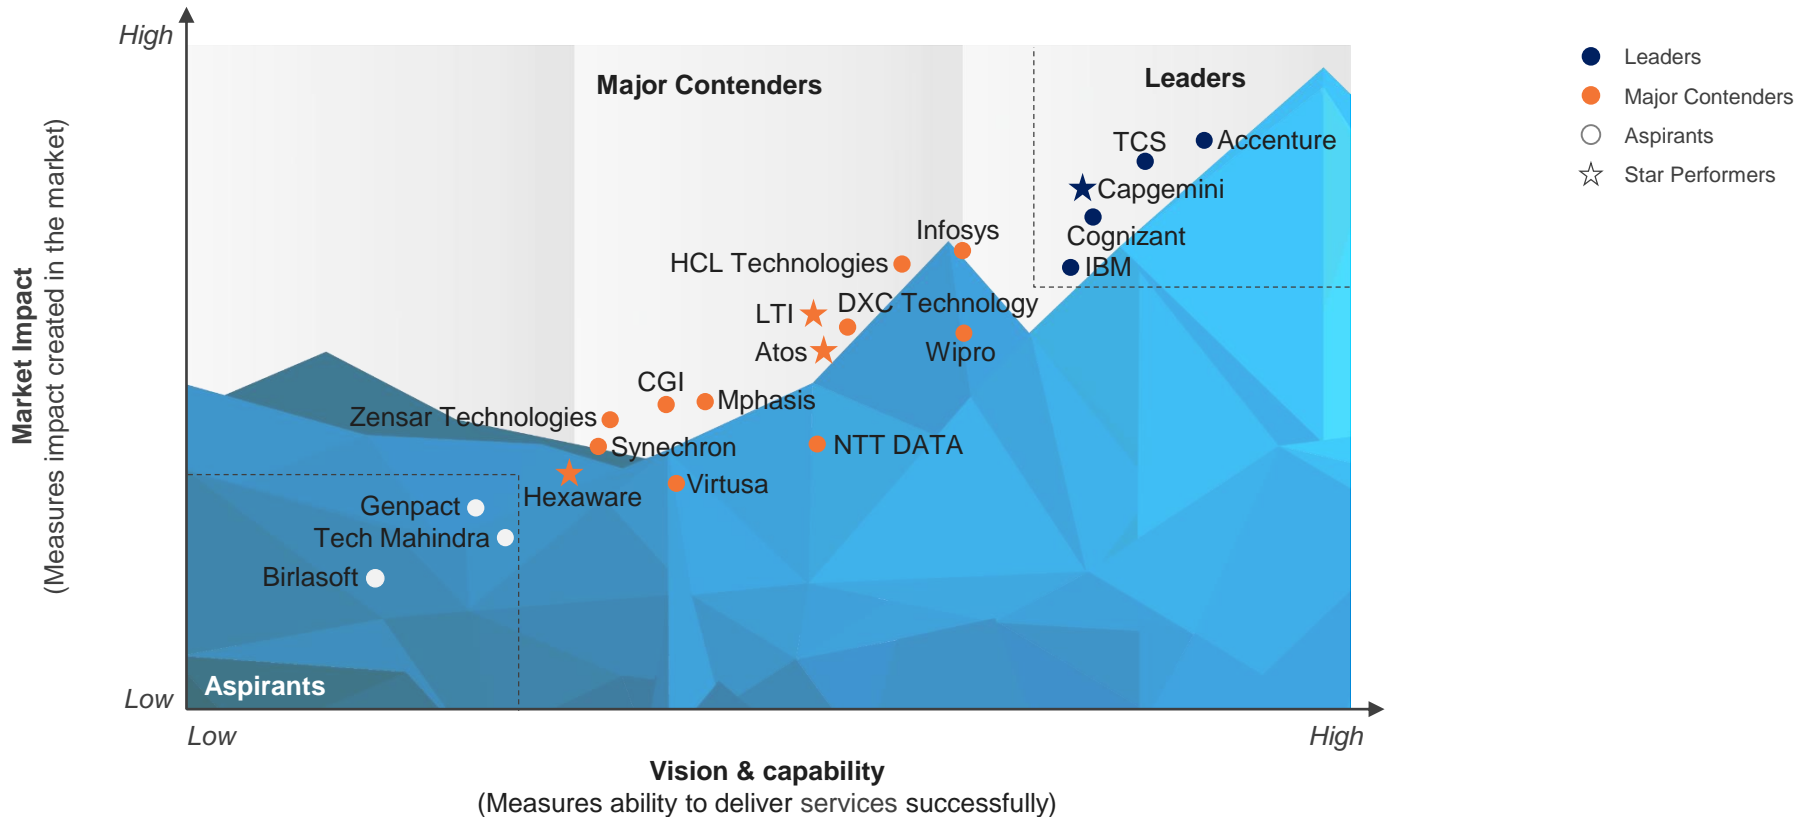 High
Major Contenders
Leaders
Leaders
Major Contenders
Aspirants
Star Performers
TCS
Accenture
Capgemini
Cognizant
IBM
Infosys
HCL Technologies
LTI
DXC Technology
Atos
Wipro
CGI
Mphasis
Zensar Technologies
Synechron
NTT DATA
Hexaware
Virtusa
Genpact
Tech Mahindra
Birlasoft
Aspirants
Market Impact
(Measures impact created in the market)
Low
Low
High
Vision & capability
(Measures ability to deliver services successfully)